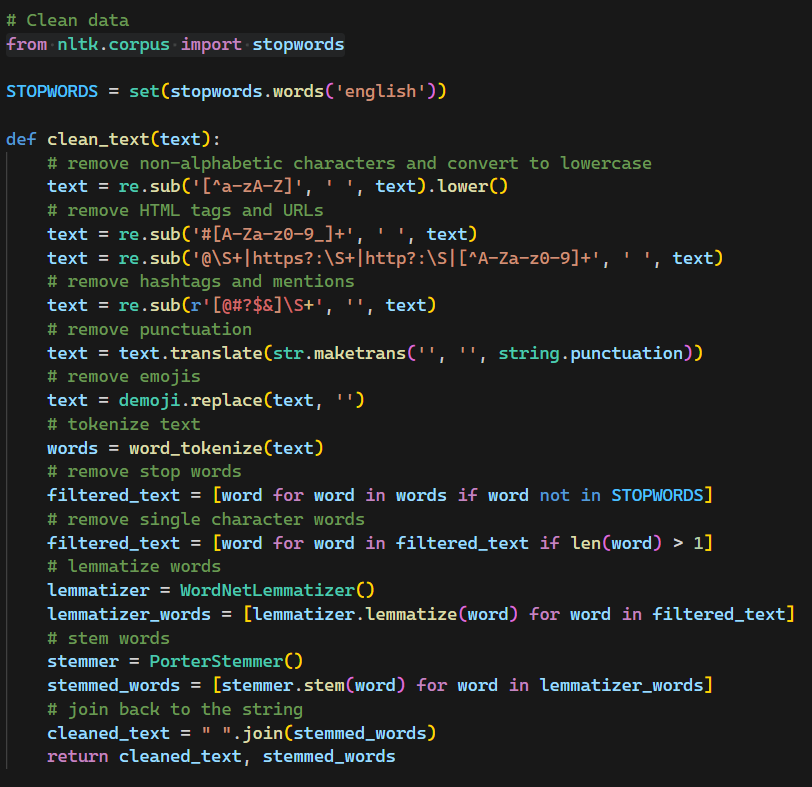 # Clean data
from nltk.corpus import stopwords

STOPWORDS = set(stopwords.words('english'))

def clean_text(text):
    # remove non-alphabetic characters and convert to lowercase
    text = re.sub('[^a-zA-Z]', ' ', text).lower()
    # remove HTML tags and URLs
    text = re.sub('#[A-Za-z0-9_]+', ' ', text)
    text = re.sub('@\S+|https?:\S+|http?:\S|[^A-Za-z0-9]+', ' ', text)
    # remove hashtags and mentions
    text = re.sub(r'[@#?$&]\S+', '', text)
    # remove punctuation
    text = text.translate(str.maketrans('', '', string.punctuation))
    # remove emojis
    text = demoji.replace(text, '')
    # tokenize text
    words = word_tokenize(text)
    # remove stop words
    filtered_text = [word for word in words if word not in STOPWORDS]
    # remove single character words
    filtered_text = [word for word in filtered_text if len(word) > 1]
    # lemmatize words
    lemmatizer = WordNetLemmatizer()
    lemmatizer_words = [lemmatizer.lemmatize(word) for word in filtered_text]
    # stem words
    stemmer = PorterStemmer()
    stemmed_words = [stemmer.stem(word) for word in lemmatizer_words]
    # join back to the string
    cleaned_text = " ".join(stemmed_words)
    return cleaned_text, stemmed_words